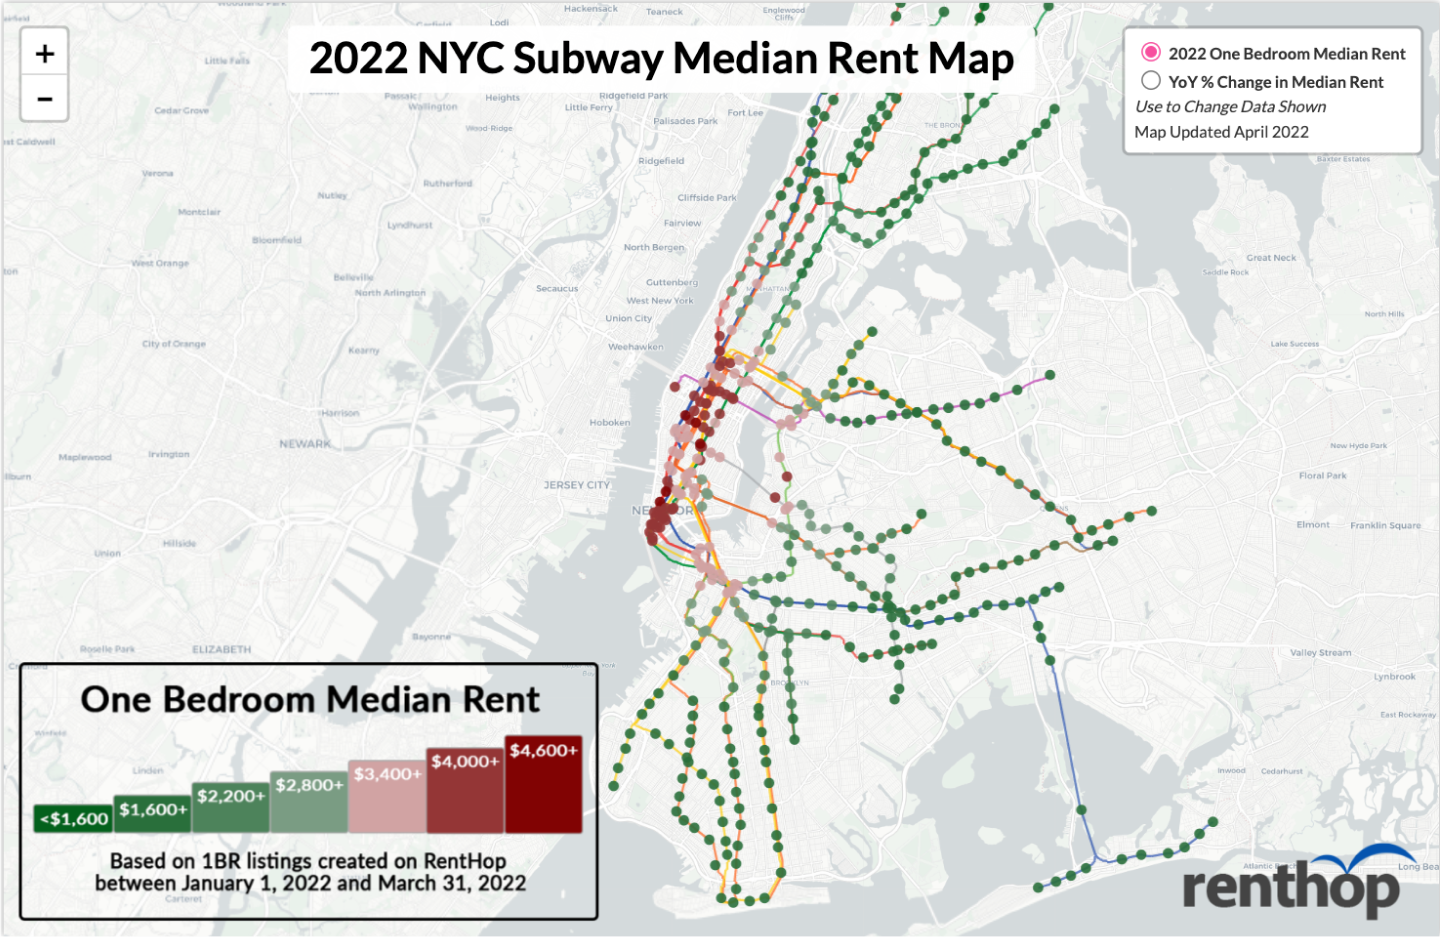 Hackensack
Teaneck
Englewood
Cliffs
Lodi
+
−
2022 NYC Subway Median Rent Map
2022 One Bedroom Median Rent
YoY % Change in Median Rent
Use to Change Data Shown
Map Updated April 2022
Little Falls
Passaic
Wallington
Heights
Ridgefield Park
Little Ferry
Cedar Grove
Fort Lee
Palisades Park
Wood-Ridge
THE BRON
Baxter Estates
Ridgefield
Verona
Nutley
Rutherford
Cliffside Park
Montclair
Lyndhurst
Fairview
Bloomfield
North Bergen
West Orange
Great Neck
Saddle Rock
Belleville
North Arlington
Secaucus
Guttenberg
West New York
Union City
North Hills
City of Orange
Kearny
Weehawken
Lake Success
Harrison
Hoboken
NEWARK
Maplewood
Irvington
New Hyde Park
Floral Park
JERSEY CITY
Elmont
Franklin Square
Union
Hillside
Bayonne
Roselle Park
ELIZABETH
Valley Stream
Lynbrook
BROOKLYN
East Rockaway
One Bedroom Median Rent
<$1,600
$1,600+
$2,200+
$2,800+
$3,400+
$4,000+
$4,600+
Based on 1BR listings created on RentHop
between January 1, 2022 and March 31, 2022
Linden
Carteret
Inwood
Cedarhurst
Long Bea
renthop